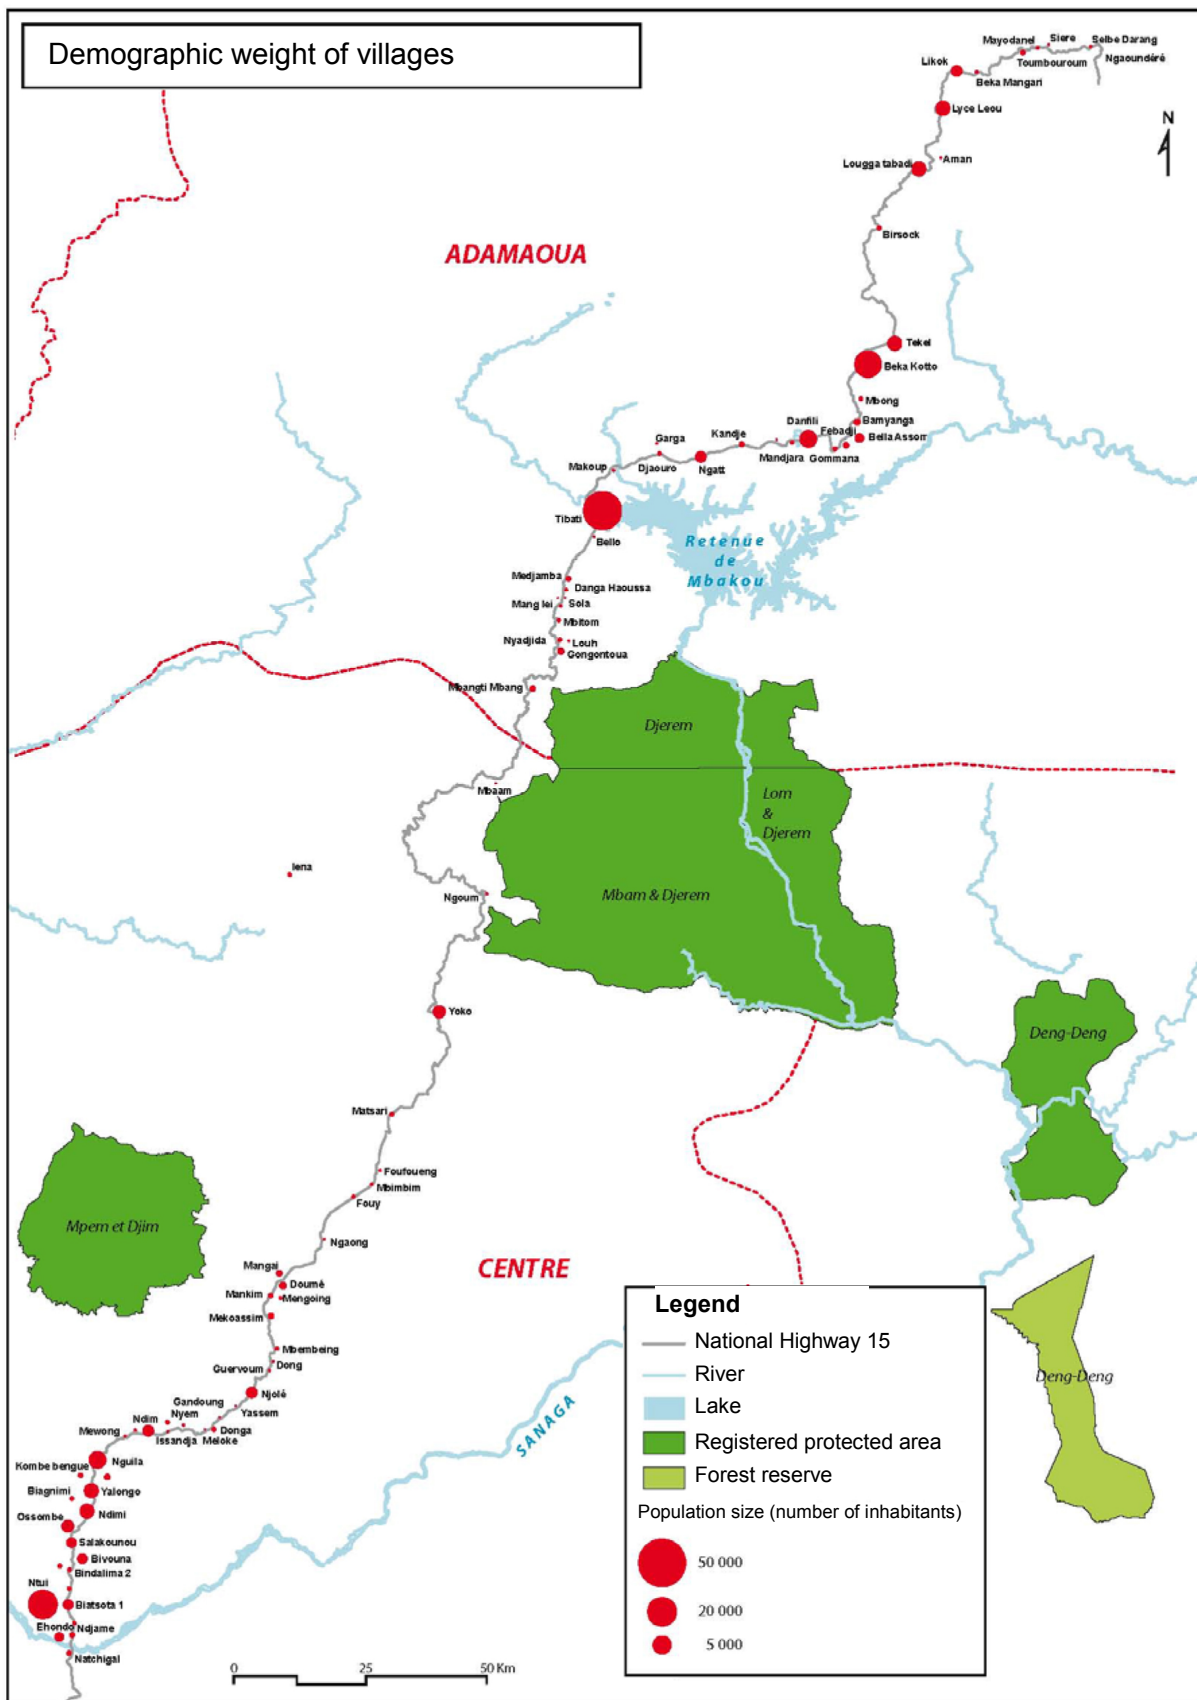 Demographic weight of villages
Mayodanel
Siere
Selbe Darang
Toumbouroum
Ngaoundéré
Likok
Beka Mangari
Lyce Leou
N
Aman
Lougga tabadi
Birsock
ADAMAOUA
Tekel
Beka Kotto
Mbong
Danfili
Bamyanga
Febadji
Bella Assom
Garga
Kandje
Mandjara
Gommana
Makoup
Djaouro
Ngatt
Tibati
Bello
Retenue
de
Mbakou
Medjamba
Danga Haoussa
Mang lei
Sola
Mbitom
Nyadjida
Louh
Gongontoua
Mbangti Mbang
Djerem
Mbaam
Lom
&
Djerem
Iena
Ngoum
Mbam & Djerem
Yoko
Deng-Deng
Matsari
Foufoueng
Mbimbim
Fouy
Mpem et Djim
Ngaong
CENTRE
Mangai
Doumé
Mankim
Mengoing
Mekoassim
Mbembeing
Dong
Guervoum
Njolé
Gandoung
Yassem
Ndim
Nyem
Mewong
Issandja
Meloke
Donga
SANAGA
Kombe bengue
Nguila
Biagnimi
Yalongo
Ossombe
Ndimi
Salakounou
Bivouna
Bindalima 2
Ntui
Biatsota 1
Ehondo
Ndjame
Natchigal
Deng-Deng
Legend
National Highway 15
River
Lake
Registered protected area
Forest reserve
Population size (number of inhabitants)
50 000
20 000
5 000
0 25 50 Km